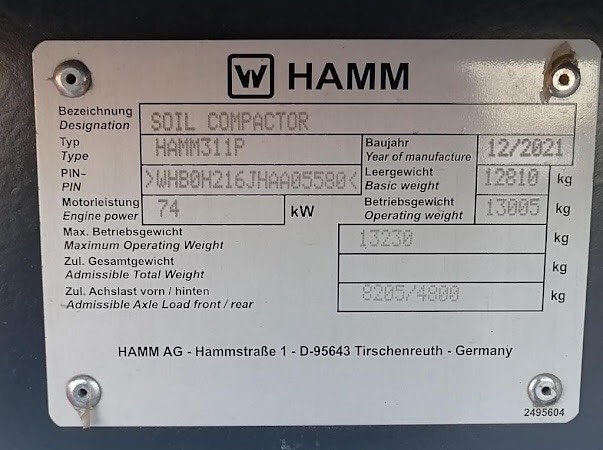 HAMM
Bezeichnung
Designation
SOIL COMPACTOR
Typ
Type
HAMM311P
Baujahr
Year of manufacture
12/2021
PIN-
PIN
>WHB0H216JHAA05580<
Leergewicht
Basic weight
12810 kg
Motorleistung
Engine power
74 kW
Betriebsgewicht
Operating weight
13005 kg
Max. Betriebsgewicht
Maximum Operating Weight
13230 kg
Zul. Gesamtgewicht
Admissible Total Weight
kg
Zul. Achslast vorn / hinten
Admissible Axle Load front / rear
8205/4800 kg
HAMM AG - Hammstraße 1 - D-95643 Tirschenreuth - Germany
2495604